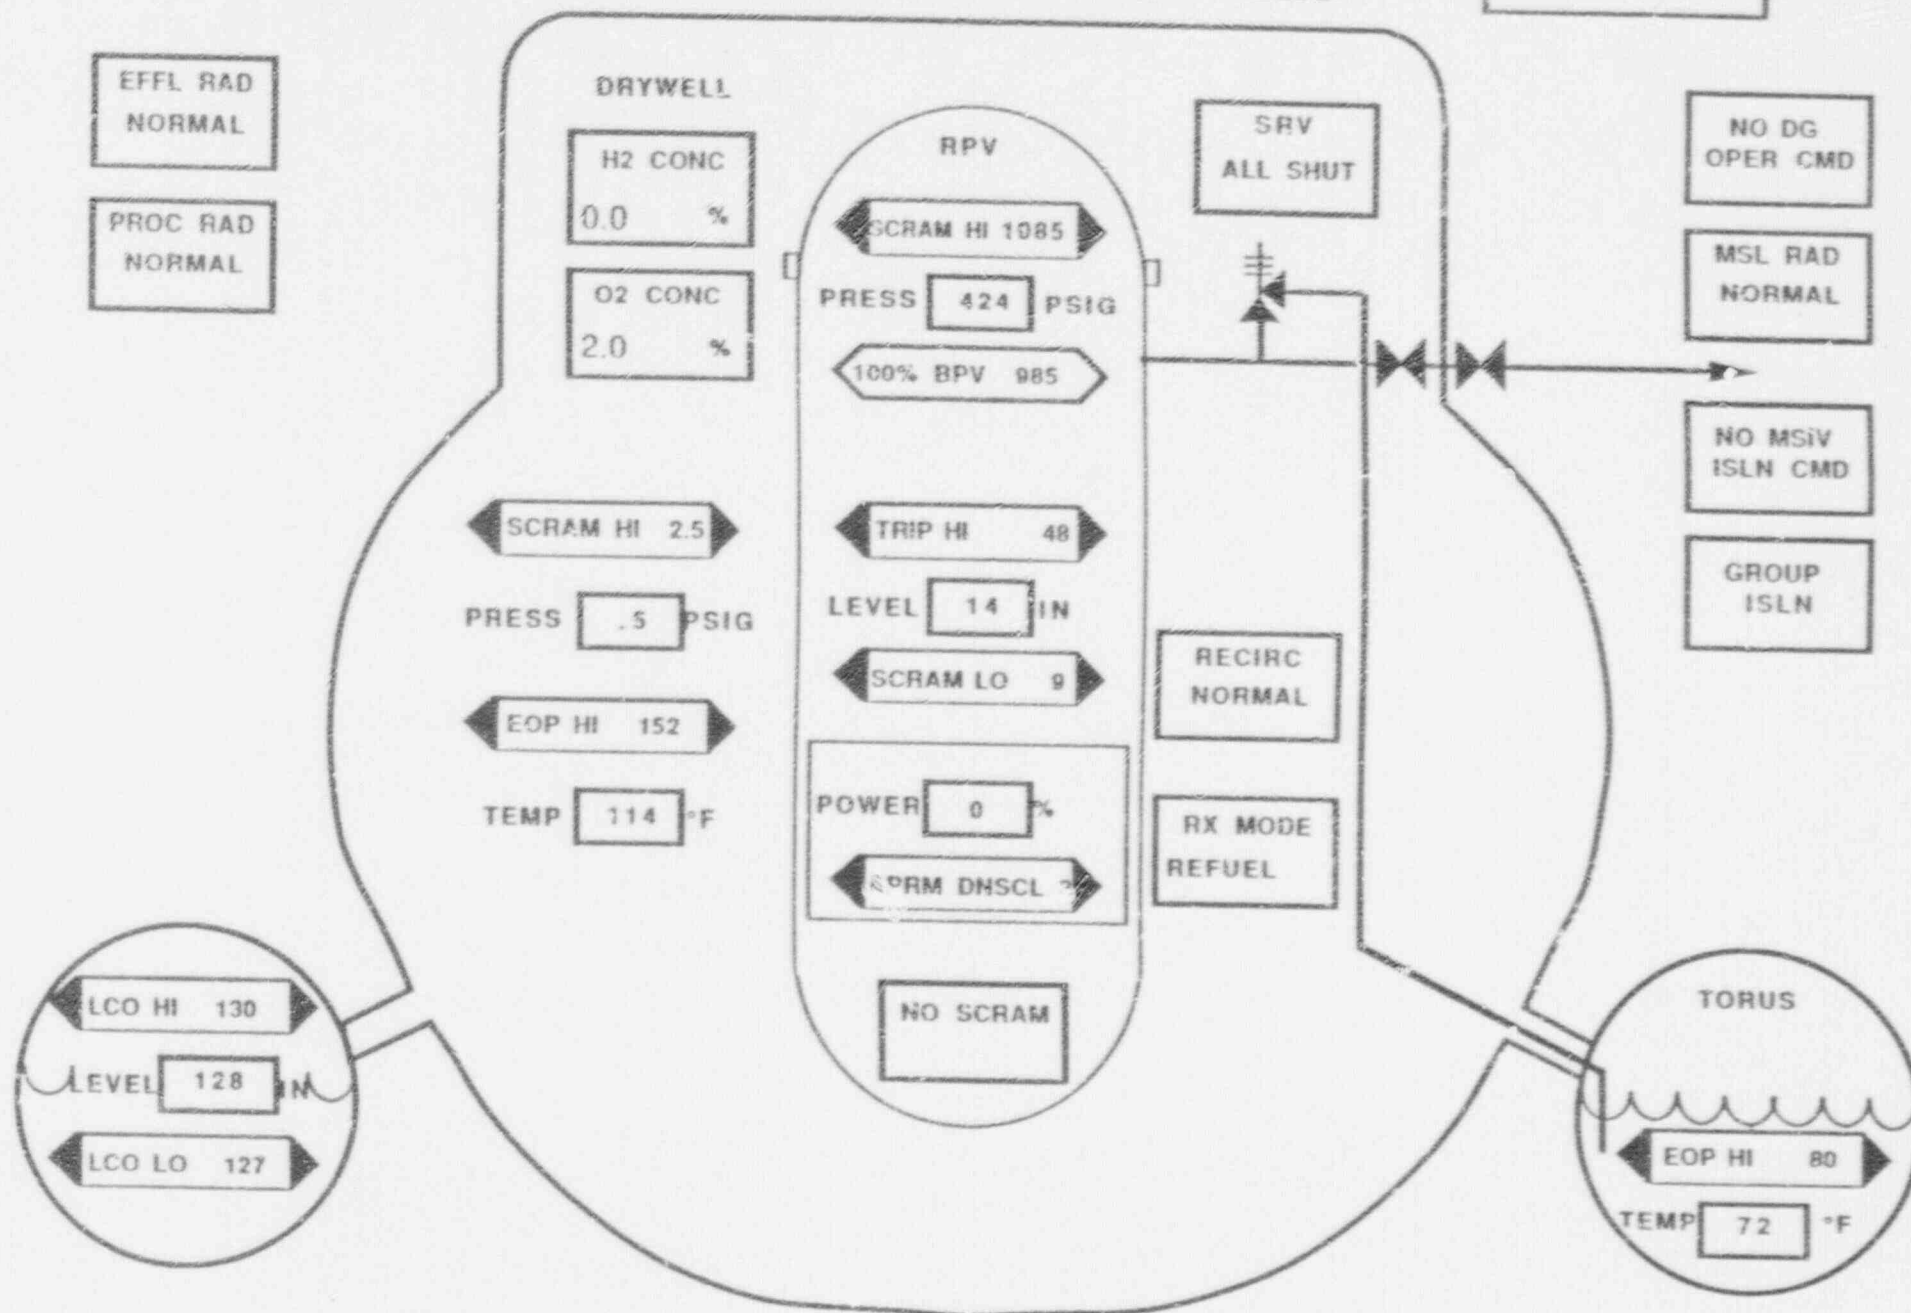 EFFL RAD
NORMAL
PROC RAD
NORMAL
DRYWELL
H2 CONC
0.0 %
O2 CONC
2.0 %
SCRAM HI 2.5
PRESS .5 PSIG
EOP HI 152
TEMP 114 °F
RPV
SCRAM HI 1085
PRESS 424 PSIG
100% BPV 985
TRIP HI 48
LEVEL 14 IN
SCRAM LO 9
POWER 0 %
DNSCL
NO SCRAM
SRV
ALL SHUT
RECIRC
NORMAL
RX MODE
REFUEL
NO DG
OPER CMD
MSL RAD
NORMAL
NO MSIV
ISLN CMD
GROUP
ISLN
LCO HI 130
LEVEL 128 IN
LCO LO 127
TORUS
EOP HI 80
TEMP 72 °F